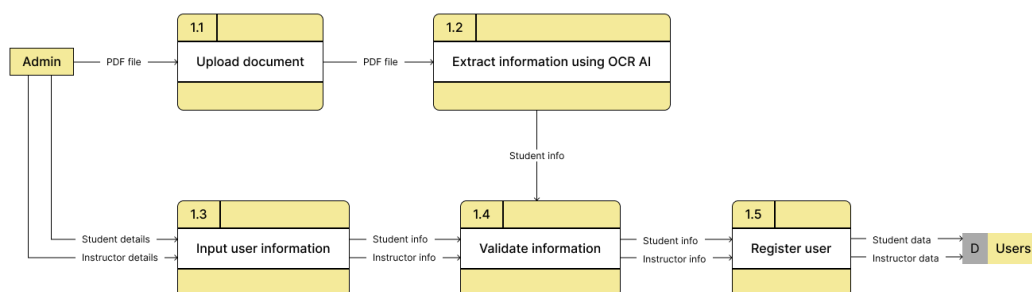 1.1
1.2
Admin
PDF file
Upload document
PDF file
Extract information using OCR AI
Student info
1.3
1.4
1.5
Student details
Instructor details
Input user information
Student info
Instructor info
Validate information
Student info
Instructor info
Register user
Student data
Instructor data
D
Users